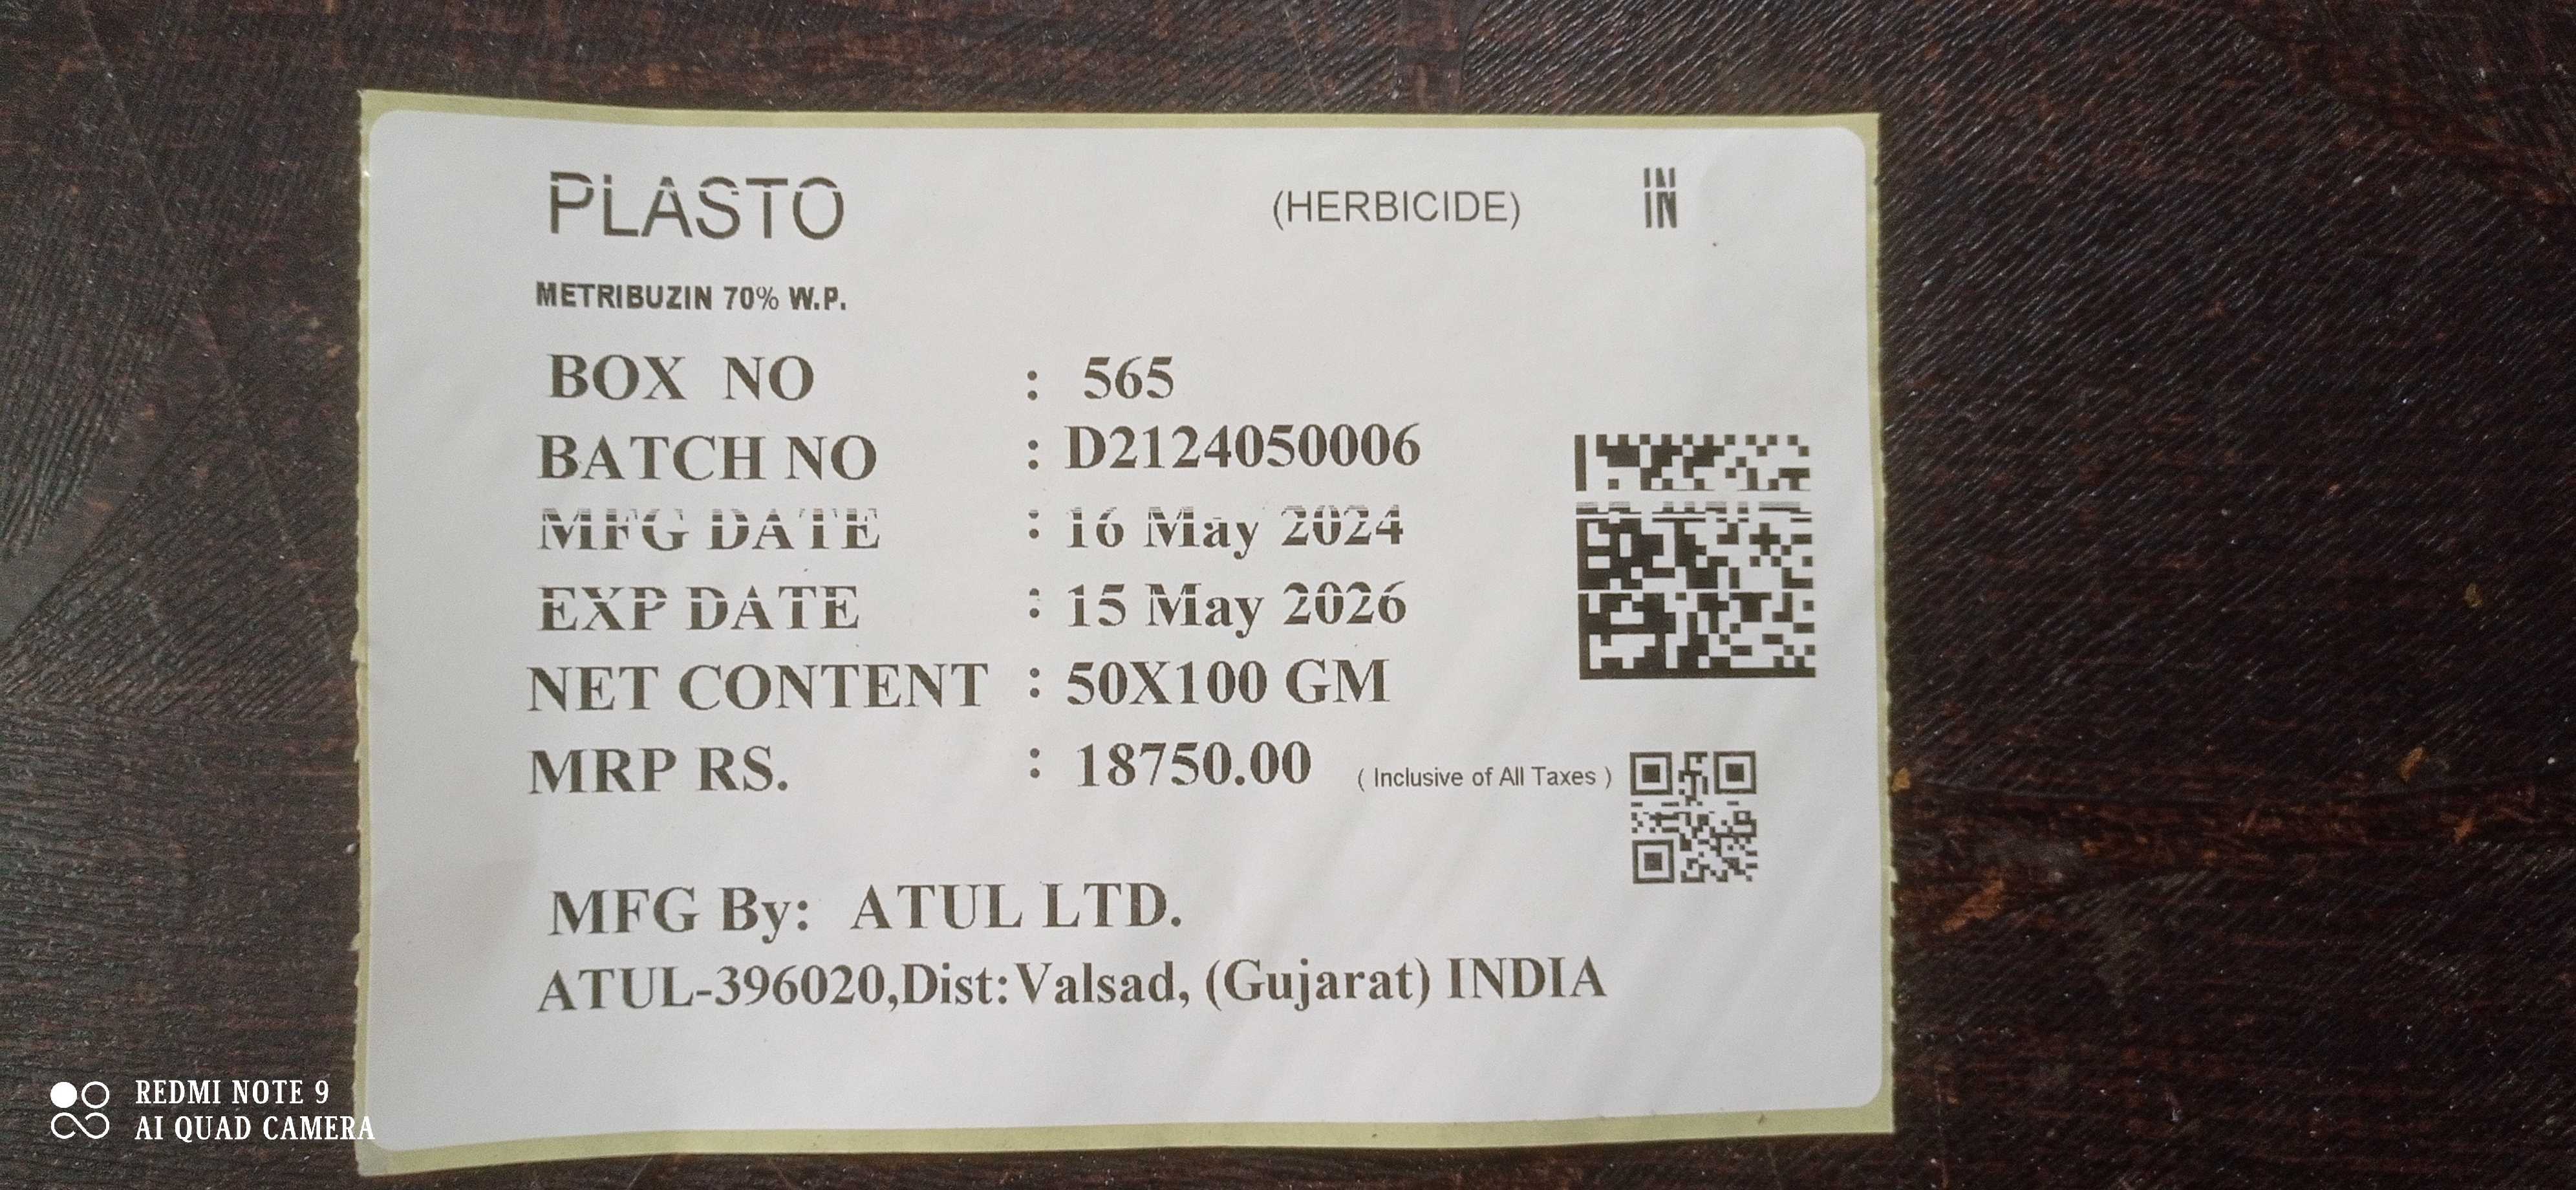 PLASTO (HERBICIDE) IN
METRIBUZIN 70% W.P.
BOX NO : 565
BATCH NO : D2124050006
MFG DATE : 16 May 2024
EXP DATE : 15 May 2026
NET CONTENT : 50X100 GM
MRP RS. : 18750.00 ( Inclusive of All Taxes )
MFG By: ATUL LTD.
ATUL-396020,Dist:Valsad, (Gujarat) INDIA
REDMI NOTE 9
AI QUAD CAMERA